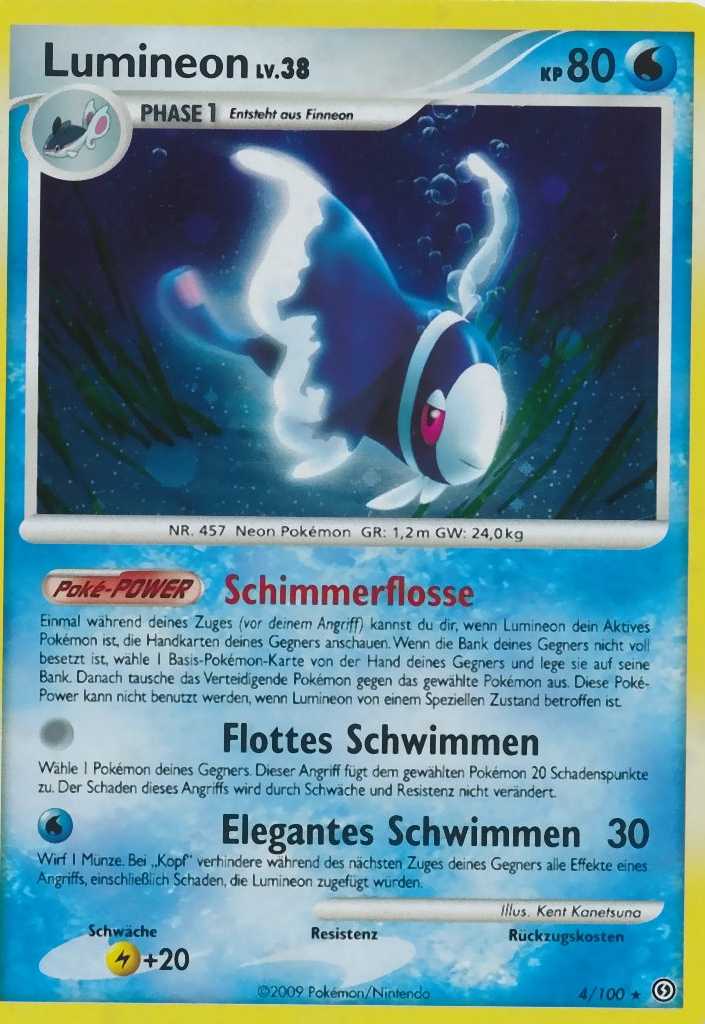 Lumineon LV.38
KP 80
PHASE 1 Entsteht aus Finneon
NR. 457 Neon Pokémon GR: 1,2m GW: 24,0kg
Poké-POWER Schimmerflosse
Einmal während deines Zuges (vor deinem Angriff) kannst du dir, wenn Lumineon dein Aktives
Pokémon ist, die Handkarten deines Gegners anschauen. Wenn die Bank deines Gegners nicht voll
besetzt ist, wähle 1 Basis-Pokémon-Karte von der Hand deines Gegners und lege sie auf seine
Bank. Danach tausche das Verteidigende Pokémon gegen das gewählte Pokémon aus. Diese Poké-
Power kann nicht benutzt werden, wenn Lumineon von einem Speziellen Zustand betroffen ist.
Flottes Schwimmen
Wähle 1 Pokémon deines Gegners. Dieser Angriff fügt dem gewählten Pokémon 20 Schadenspunkte
zu. Der Schaden dieses Angriffs wird durch Schwäche und Resistenz nicht verändert.
Elegantes Schwimmen 30
Wirf 1 Münze. Bei „Kopf" verhindere während des nächsten Zuges deines Gegners alle Effekte eines
Angriffs, einschließlich Schaden, die Lumineon zugefügt würden.
Illus. Kent Kanetsuna
Schwäche
Resistenz
Rückzugskosten
+20
©2009 Pokémon/Nintendo
4/100 ★